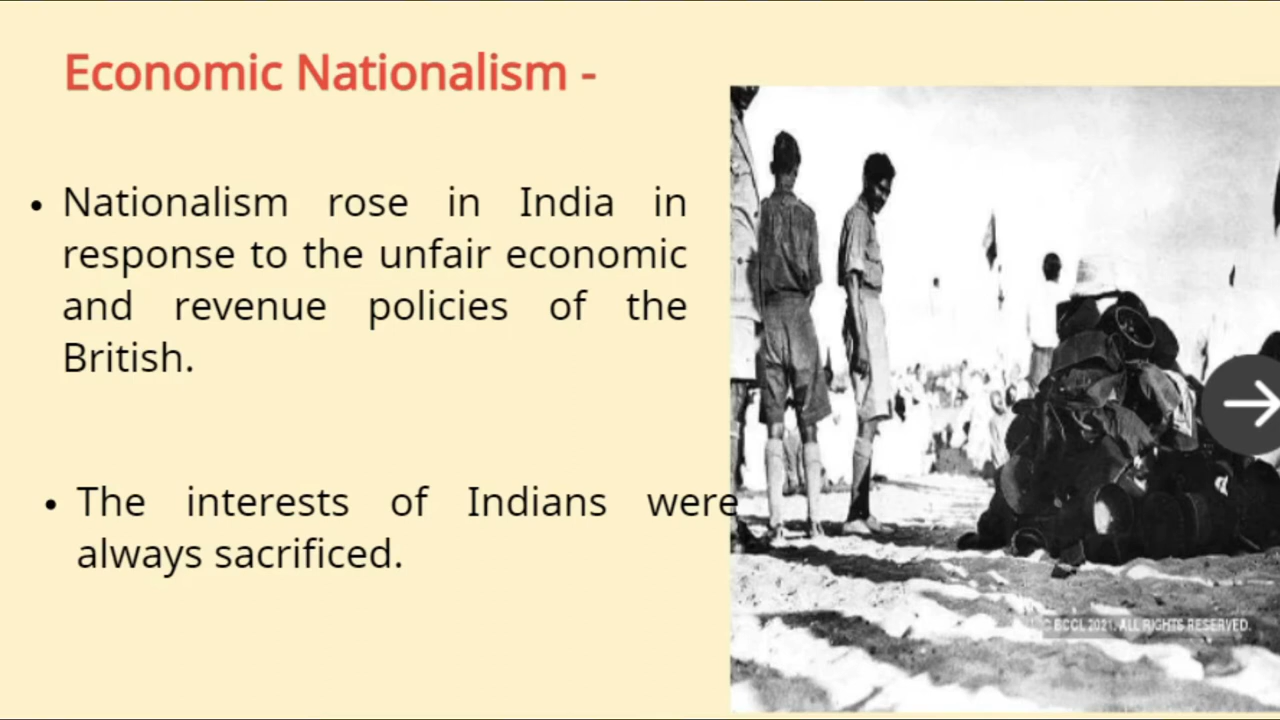 Economic Nationalism -
• Nationalism rose in India in
response to the unfair economic
and revenue policies of the
British.
• The interests of Indians were
always sacrificed.
© BCCL 2021. ALL RIGHTS RESERVED.